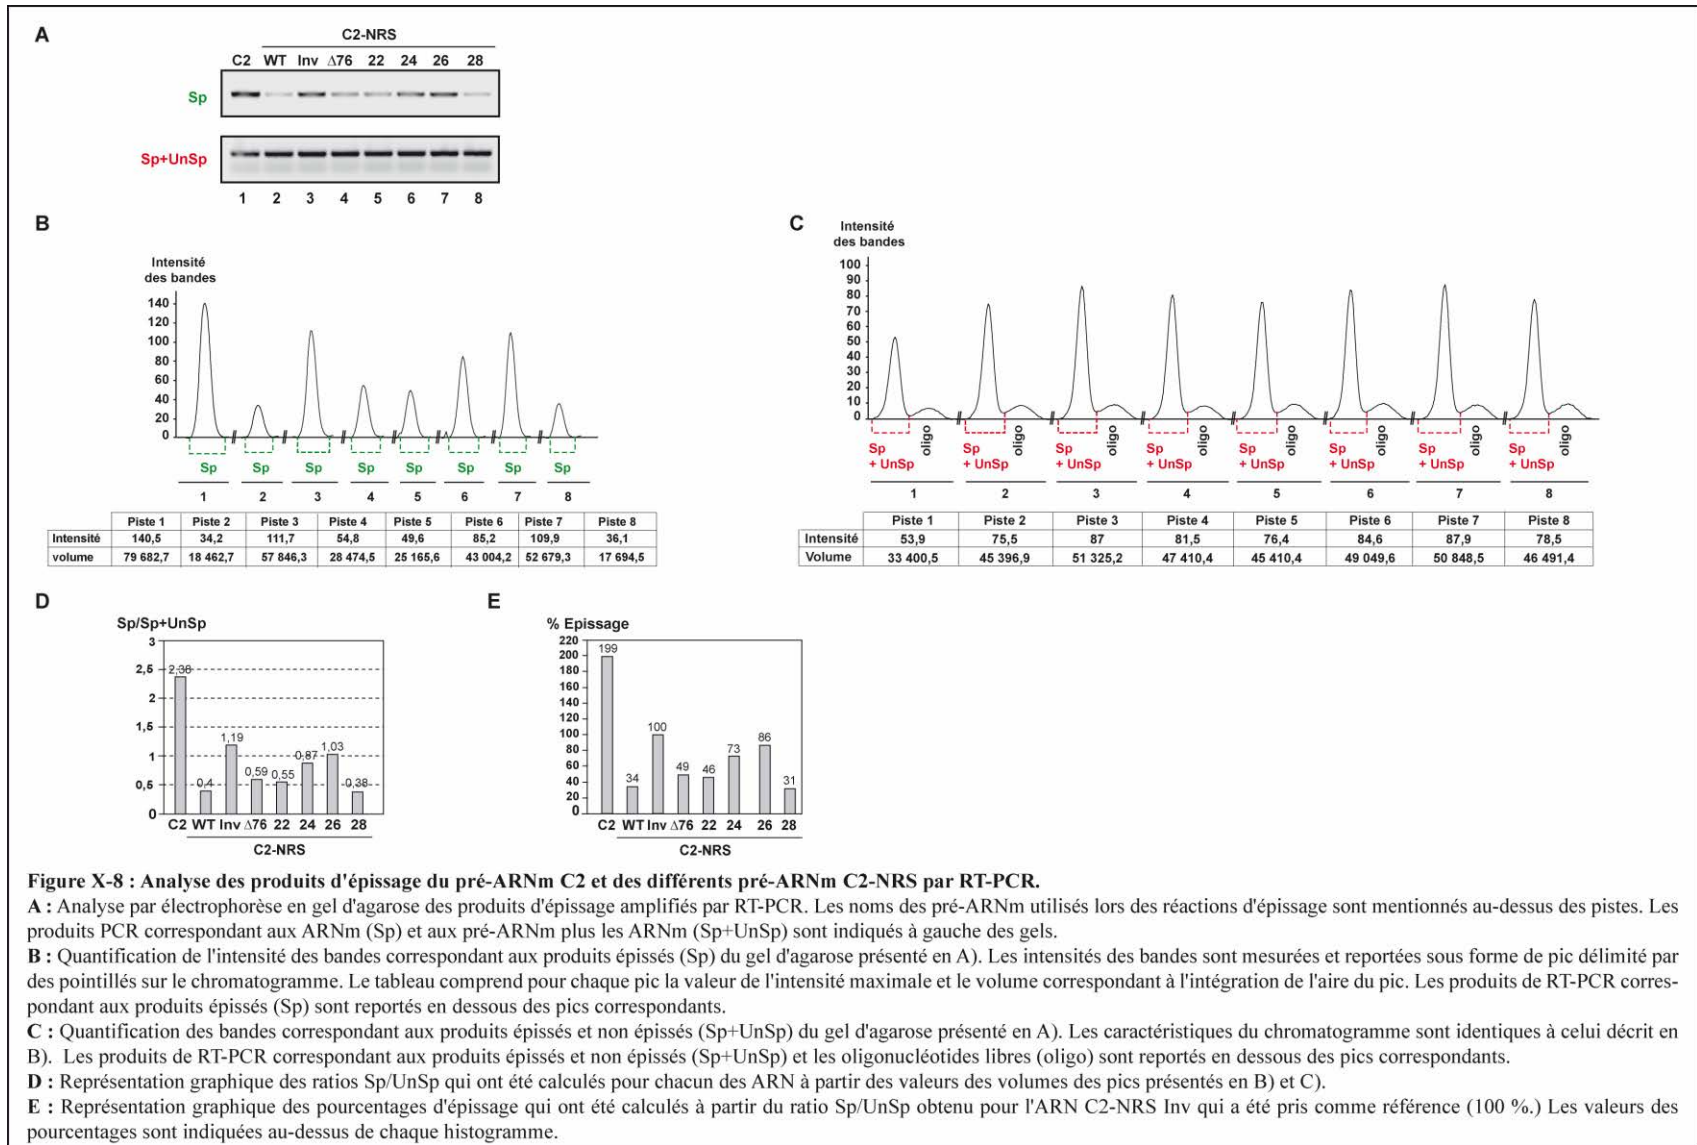 A
C2-NRS
C2 WT Inv Δ76 22 24 26 28
Sp
Sp+UnSp
1 2 3 4 5 6 7 8
B
Intensité
des bandes
140
120
100
80
60
40
20
0
Sp Sp Sp Sp Sp Sp Sp Sp
1 2 3 4 5 6 7 8
Piste 1 Piste 2 Piste 3 Piste 4 Piste 5 Piste 6 Piste 7 Piste 8
Intensité 140,5 34,2 111,7 54,8 49,6 85,2 109,9 36,1
volume 79 682,7 18 462,7 57 846,3 28 474,5 25 165,6 43 004,2 52 679,3 17 694,5
C
Intensité
des bandes
100
90
80
70
60
50
40
30
20
10
0
Sp + UnSp oligo Sp + UnSp oligo Sp + UnSp oligo Sp + UnSp oligo Sp + UnSp oligo Sp + UnSp oligo Sp + UnSp oligo Sp + UnSp oligo
1 2 3 4 5 6 7 8
Piste 1 Piste 2 Piste 3 Piste 4 Piste 5 Piste 6 Piste 7 Piste 8
Intensité 53,9 75,5 87 81,5 76,4 84,6 87,9 78,5
Volume 33 400,5 45 396,9 51 325,2 47 410,4 45 410,4 49 049,6 50 848,5 46 491,4
D
Sp/Sp+UnSp
3
2,5
2
1,5
1
0,5
0
2,38 0,4 1,19 0,59 0,55 0,87 1,03 0,38
C2 WT Inv Δ76 22 24 26 28
C2-NRS
E
% Epissage
220
200
180
160
140
120
100
80
60
40
20
0
199 34 100 49 46 73 86 31
C2 WT Inv Δ76 22 24 26 28
C2-NRS
Figure X-8 : Analyse des produits d'épissage du pré-ARNm C2 et des différents pré-ARNm C2-NRS par RT-PCR.
A : Analyse par électrophorèse en gel d'agarose des produits d'épissage amplifiés par RT-PCR. Les noms des pré-ARNm utilisés lors des réactions d'épissage sont mentionnés au-dessus des pistes. Les
produits PCR correspondant aux ARNm (Sp) et aux pré-ARNm plus les ARNm (Sp+UnSp) sont indiqués à gauche des gels.
B : Quantification de l'intensité des bandes correspondant aux produits épissés (Sp) du gel d'agarose présenté en A). Les intensités des bandes sont mesurées et reportées sous forme de pic délimité par
des pointillés sur le chromatogramme. Le tableau comprend pour chaque pic la valeur de l'intensité maximale et le volume correspondant à l'intégration de l'aire du pic. Les produits de RT-PCR corres-
pondant aux produits épissés (Sp) sont reportés en dessous des pics correspondants.
C : Quantification des bandes correspondant aux produits épissés et non épissés (Sp+UnSp) du gel d'agarose présenté en A). Les caractéristiques du chromatogramme sont identiques à celui décrit en
B). Les produits de RT-PCR correspondant aux produits épissés et non épissés (Sp+UnSp) et les oligonucléotides libres (oligo) sont reportés en dessous des pics correspondants.
D : Représentation graphique des ratios Sp/UnSp qui ont été calculés pour chacun des ARN à partir des valeurs des volumes des pics présentés en B) et C).
E : Représentation graphique des pourcentages d'épissage qui ont été calculés à partir du ratio Sp/UnSp obtenu pour l'ARN C2-NRS Inv qui a été pris comme référence (100 %.) Les valeurs des
pourcentages sont indiquées au-dessus de chaque histogramme.